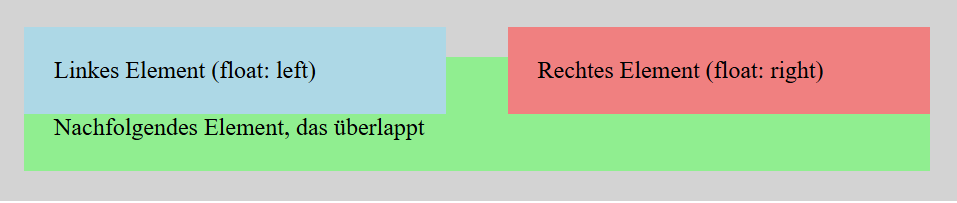 Linkes Element (float: left)
Rechtes Element (float: right)
Nachfolgendes Element, das überlappt